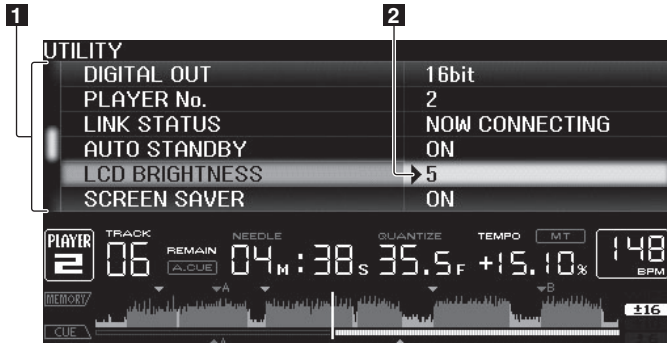 1 2
UTILITY
DIGITAL OUT 16bit
PLAYER No. 2
LINK STATUS NOW CONNECTING
AUTO STANDBY ON
LCD BRIGHTNESS 5
SCREEN SAVER ON
PLAYER 2 TRACK 06 REMAIN A.CUE NEEDLE 04M:38s QUANTIZE 35.5F TEMPO MT +15.10% 148 BPM
MEMORY A B
CUE A ±16